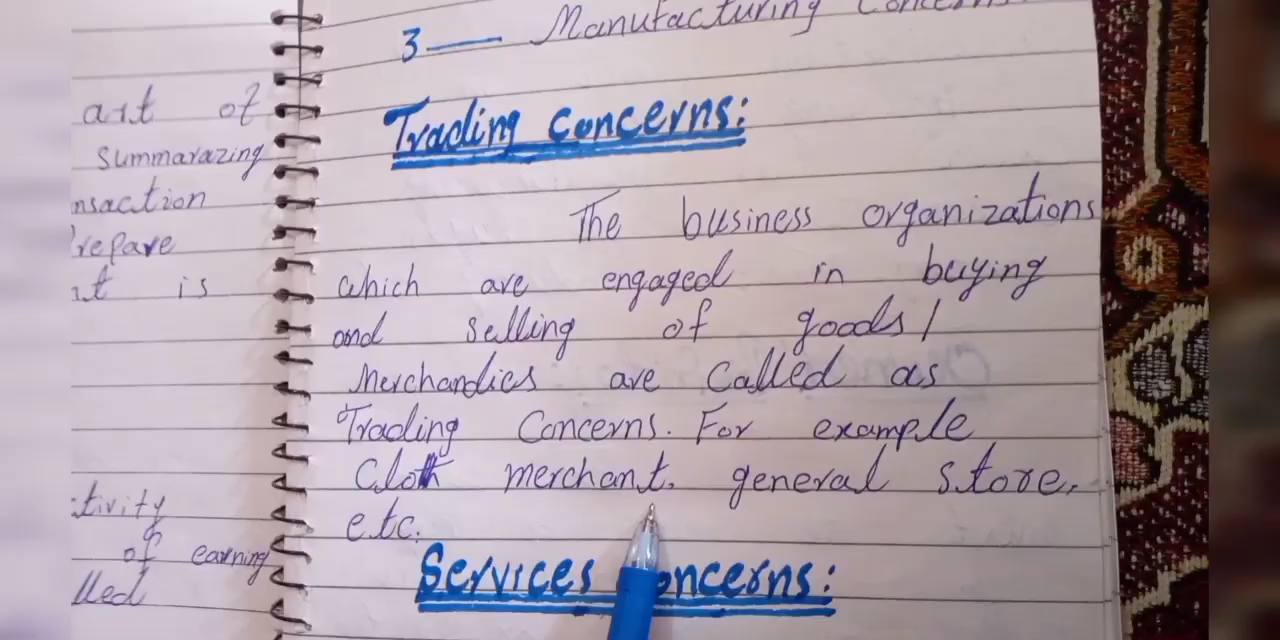 art of
summarazing
nsaction
repare
it is
tivity
of earning
lled
3 — Manufacturing Concerns
Trading concerns:
The business organizations
which are engaged in buying
and selling of goods/
Merchandies are called as
Trading Concerns. For example
Cloth merchant, general store,
etc.
Services oncerns: